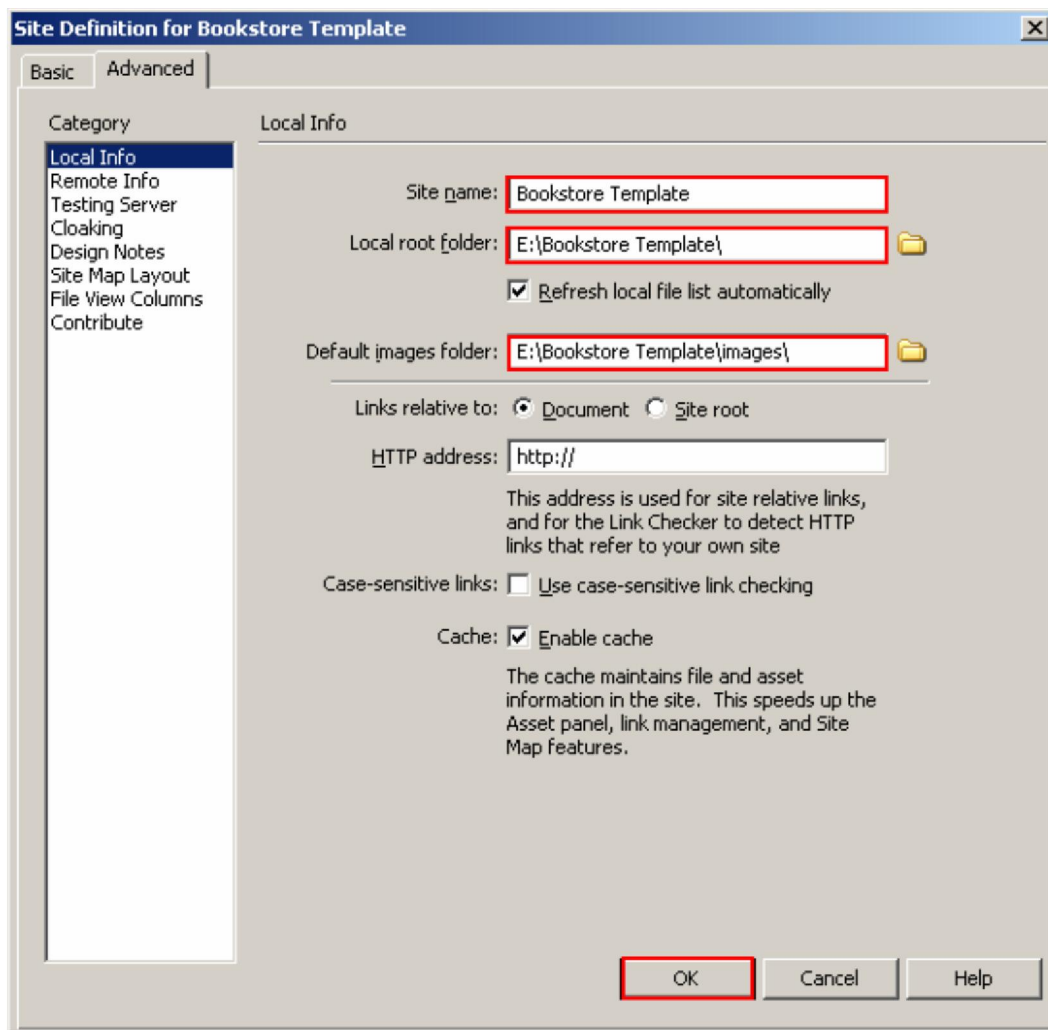 Site Definition for Bookstore Template
Basic
Advanced
Category
Local Info
Remote Info
Testing Server
Cloaking
Design Notes
Site Map Layout
File View Columns
Contribute
Local Info
Site name: Bookstore Template
Local root folder: E:\Bookstore Template\
Refresh local file list automatically
Default images folder: E:\Bookstore Template\images\
Links relative to: Document Site root
HTTP address: http://
This address is used for site relative links,
and for the Link Checker to detect HTTP
links that refer to your own site
Case-sensitive links: Use case-sensitive link checking
Cache: Enable cache
The cache maintains file and asset
information in the site. This speeds up the
Asset panel, link management, and Site
Map features.
OK Cancel Help